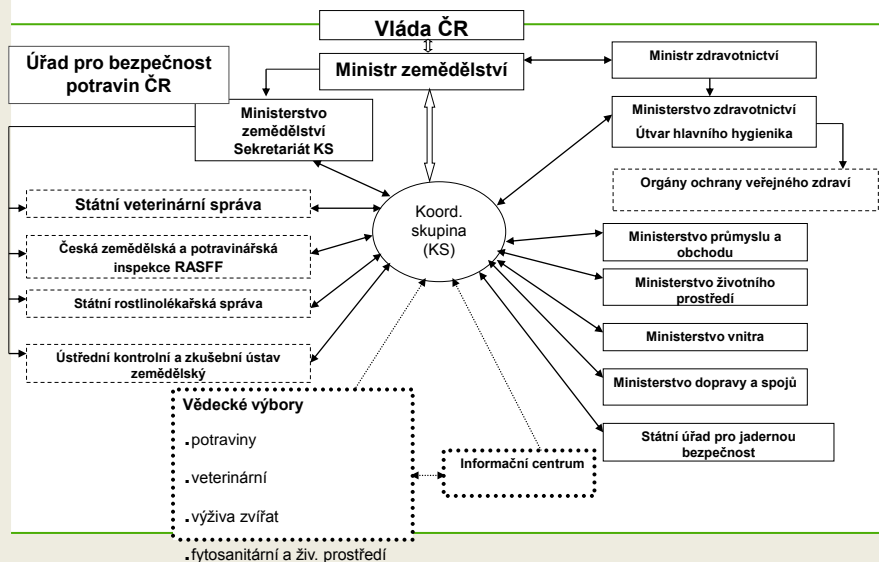 Vláda ČR
Úřad pro bezpečnost
potravin ČR
Ministr zemědělství
Ministr zdravotnictví
Ministerstvo
zemědělství
Sekretariát KS
Ministerstvo zdravotnictví
Útvar hlavního hygienika
Orgány ochrany veřejného zdraví
Státní veterinární správa
Koord.
skupina
(KS)
Česká zemědělská a potravinářská
inspekce RASFF
Státní rostlinolékařská správa
Ústřední kontrolní a zkušební ústav
zemědělský
Ministerstvo průmyslu a
obchodu
Ministerstvo životního
prostředí
Ministerstvo vnitra
Ministerstvo dopravy a spojů
Státní úřad pro jadernou
bezpečnost
Vědecké výbory
.potraviny
.veterinární
.výživa zvířat
.fytosanitární a živ. prostředí
Informační centrum